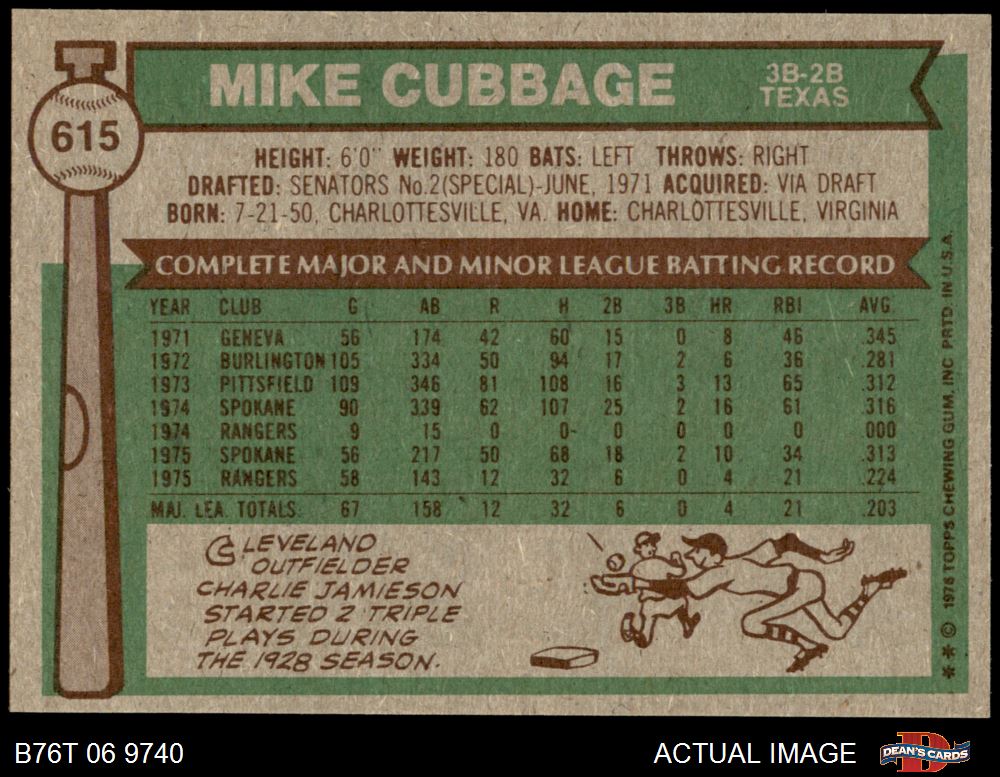 MIKE CUBBAGE
3B-2B
TEXAS
615
HEIGHT: 6'0" WEIGHT: 180 BATS: LEFT THROWS: RIGHT
DRAFTED: SENATORS No.2(SPECIAL)-JUNE, 1971 ACQUIRED: VIA DRAFT
BORN: 7-21-50, CHARLOTTESVILLE, VA. HOME: CHARLOTTESVILLE, VIRGINIA
COMPLETE MAJOR AND MINOR LEAGUE BATTING RECORD
YEAR CLUB G AB R H 2B 3B HR RBI AVG.
1971 GENEVA 56 174 42 60 15 0 8 46 .345
1972 BURLINGTON 105 334 50 94 17 2 6 36 .281
1973 PITTSFIELD 109 346 81 108 16 3 13 65 .312
1974 SPOKANE 90 339 62 107 25 2 16 61 .316
1974 RANGERS 9 15 0 0 0 0 0 0 .000
1975 SPOKANE 56 217 50 68 18 2 10 34 .313
1975 RANGERS 58 143 12 32 6 0 4 21 .224
MAJ. LEA. TOTALS 67 158 12 32 6 0 4 21 .203
CLEVELAND
OUTFIELDER
CHARLIE JAMIESON
STARTED 2 TRIPLE
PLAYS DURING
THE 1928 SEASON.
* * © 1976 TOPPS CHEWING GUM, INC PRTD. IN U.S.A.
B76T 06 9740
ACTUAL IMAGE
D
DEAN'S CARDS